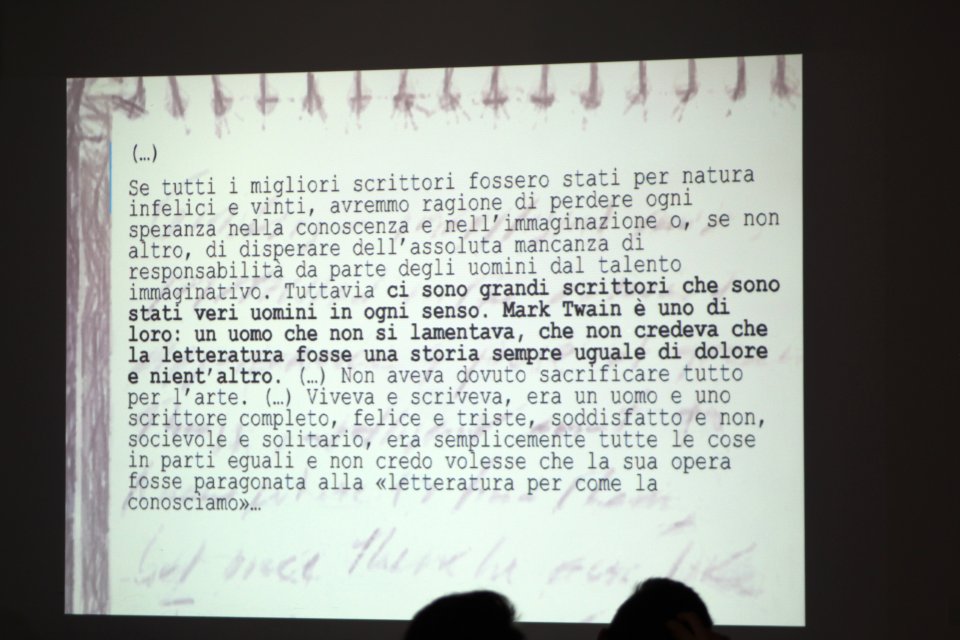 (…)
Se tutti i migliori scrittori fossero stati per natura
infelici e vinti, avremmo ragione di perdere ogni
speranza nella conoscenza e nell'immaginazione o, se non
altro, di disperare dell'assoluta mancanza di
responsabilità da parte degli uomini dal talento
immaginativo. Tuttavia ci sono grandi scrittori che sono
stati veri uomini in ogni senso. Mark Twain è uno di
loro: un uomo che non si lamentava, che non credeva che
la letteratura fosse una storia sempre uguale di dolore
e nient'altro. (…) Non aveva dovuto sacrificare tutto
per l'arte. (…) Viveva e scriveva, era un uomo e uno
scrittore completo, felice e triste, soddisfatto e non,
socievole e solitario, era semplicemente tutte le cose
in parti eguali e non credo volesse che la sua opera
fosse paragonata alla «letteratura per come la
conosciamo»…
but once there